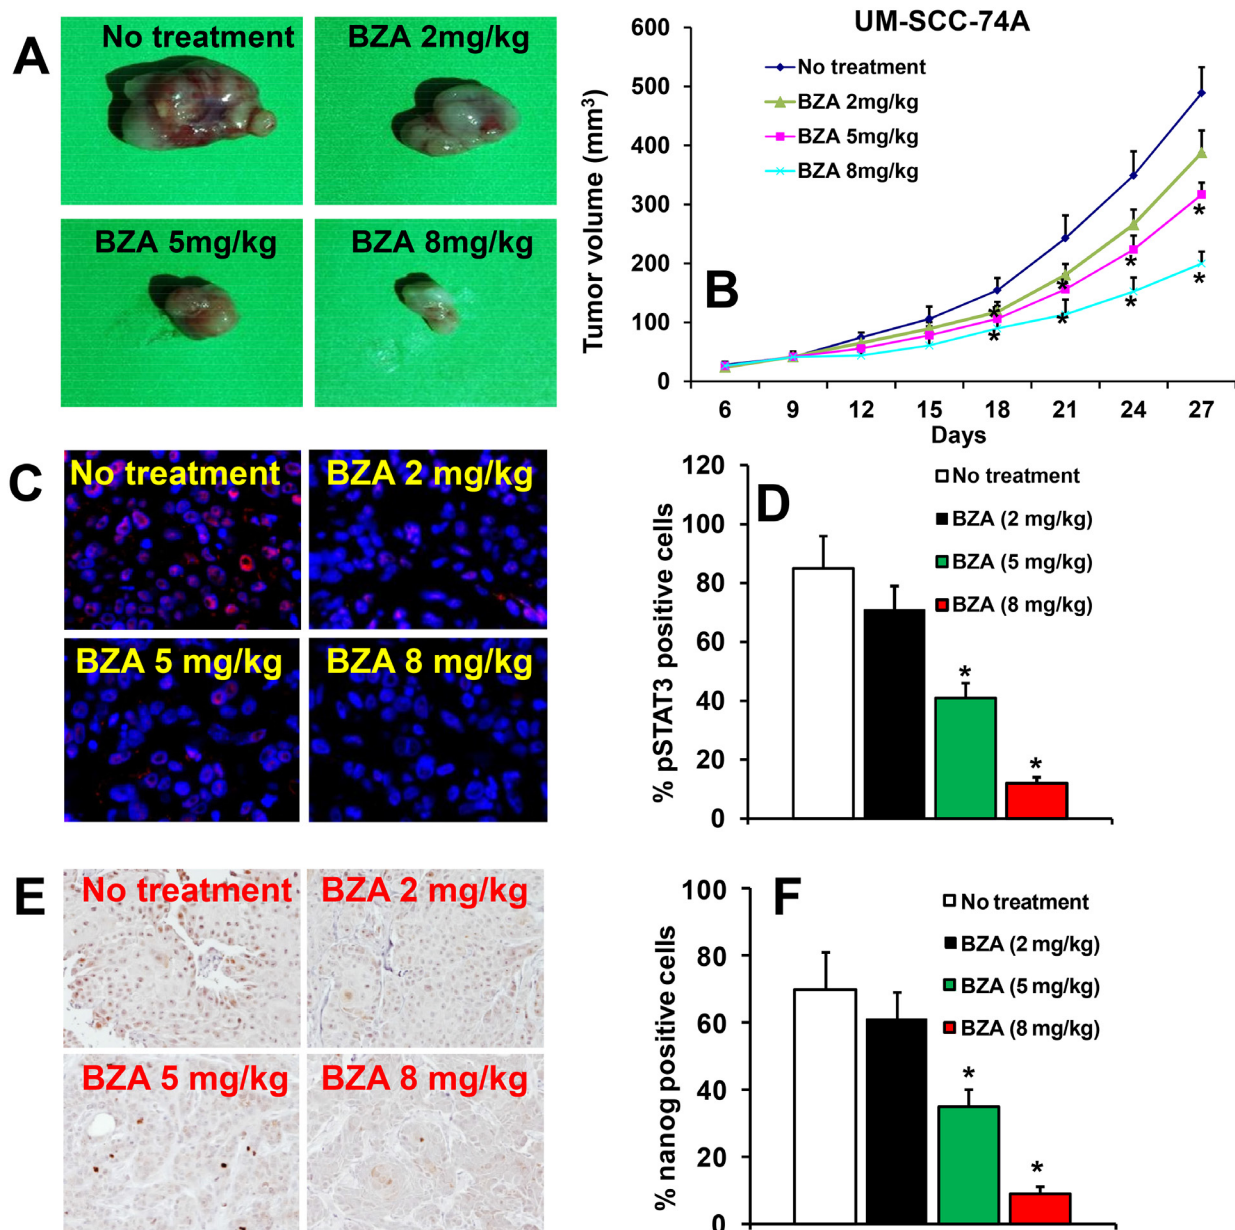 A
No treatment
BZA 2mg/kg
BZA 5mg/kg
BZA 8mg/kg
UM-SCC-74A
B
Tumor volume (mm³)
600
500
400
300
200
100
0
No treatment
BZA 2mg/kg
BZA 5mg/kg
BZA 8mg/kg
* * * *
* * * *
6 9 12 15 18 21 24 27
Days
C
No treatment
BZA 2 mg/kg
BZA 5 mg/kg
BZA 8 mg/kg
D
% pSTAT3 positive cells
120
100
80
60
40
20
0
No treatment
BZA (2 mg/kg)
BZA (5 mg/kg)
BZA (8 mg/kg)
*
*
E
No treatment
BZA 2 mg/kg
BZA 5 mg/kg
BZA 8 mg/kg
F
% nanog positive cells
100
80
60
40
20
0
No treatment
BZA (2 mg/kg)
BZA (5 mg/kg)
BZA (8 mg/kg)
*
*